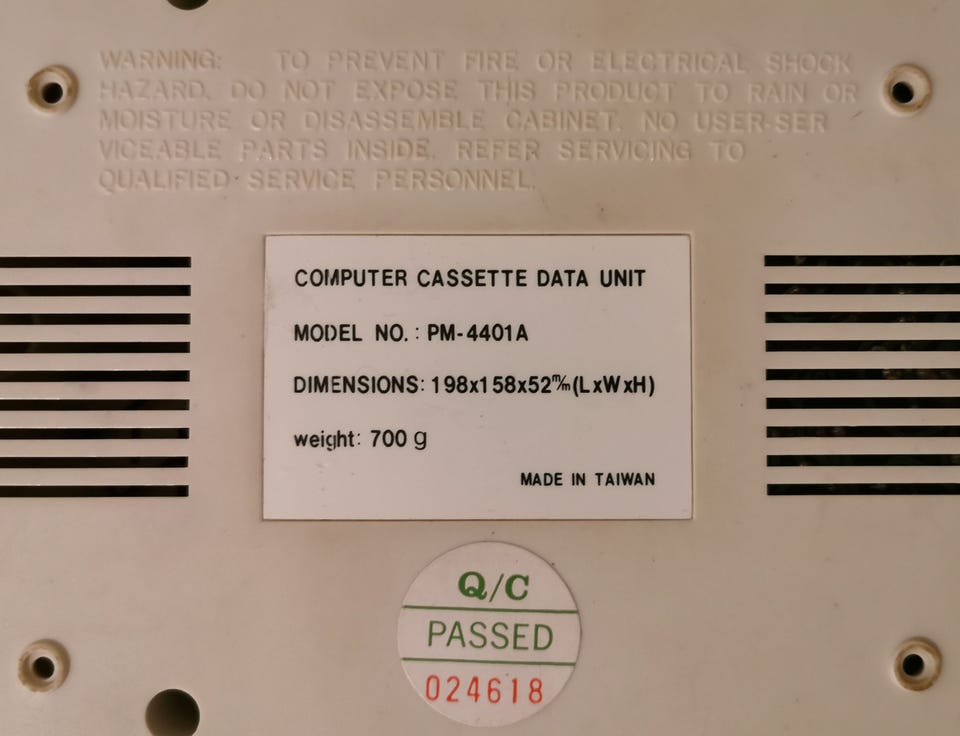 WARNING: TO PREVENT FIRE OR ELECTRICAL SHOCK
HAZARD, DO NOT EXPOSE THIS PRODUCT TO RAIN OR
MOISTURE OR DISASSEMBLE CABINET. NO USER-SER
VICEABLE PARTS INSIDE. REFER SERVICING TO
QUALIFIED SERVICE PERSONNEL.
COMPUTER CASSETTE DATA UNIT
MODEL NO.: PM-4401A
DIMENSIONS: 198x158x52m/m(LxWxH)
weight: 700 g
MADE IN TAIWAN
Q/C
PASSED
024618